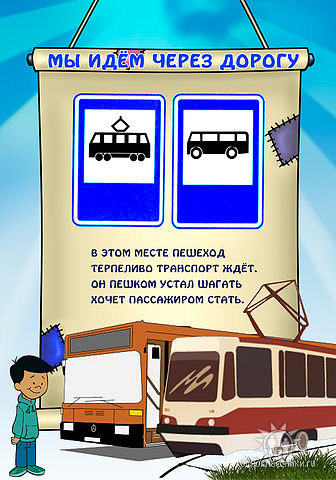 МЫ ИДЁМ ЧЕРЕЗ ДОРОГУ
В ЭТОМ МЕСТЕ ПЕШЕХОД
ТЕРПЕЛИВО ТРАНСПОРТ ЖДЁТ.
ОН ПЕШКОМ УСТАЛ ШАГАТЬ
ХОЧЕТ ПАССАЖИРОМ СТАТЬ.